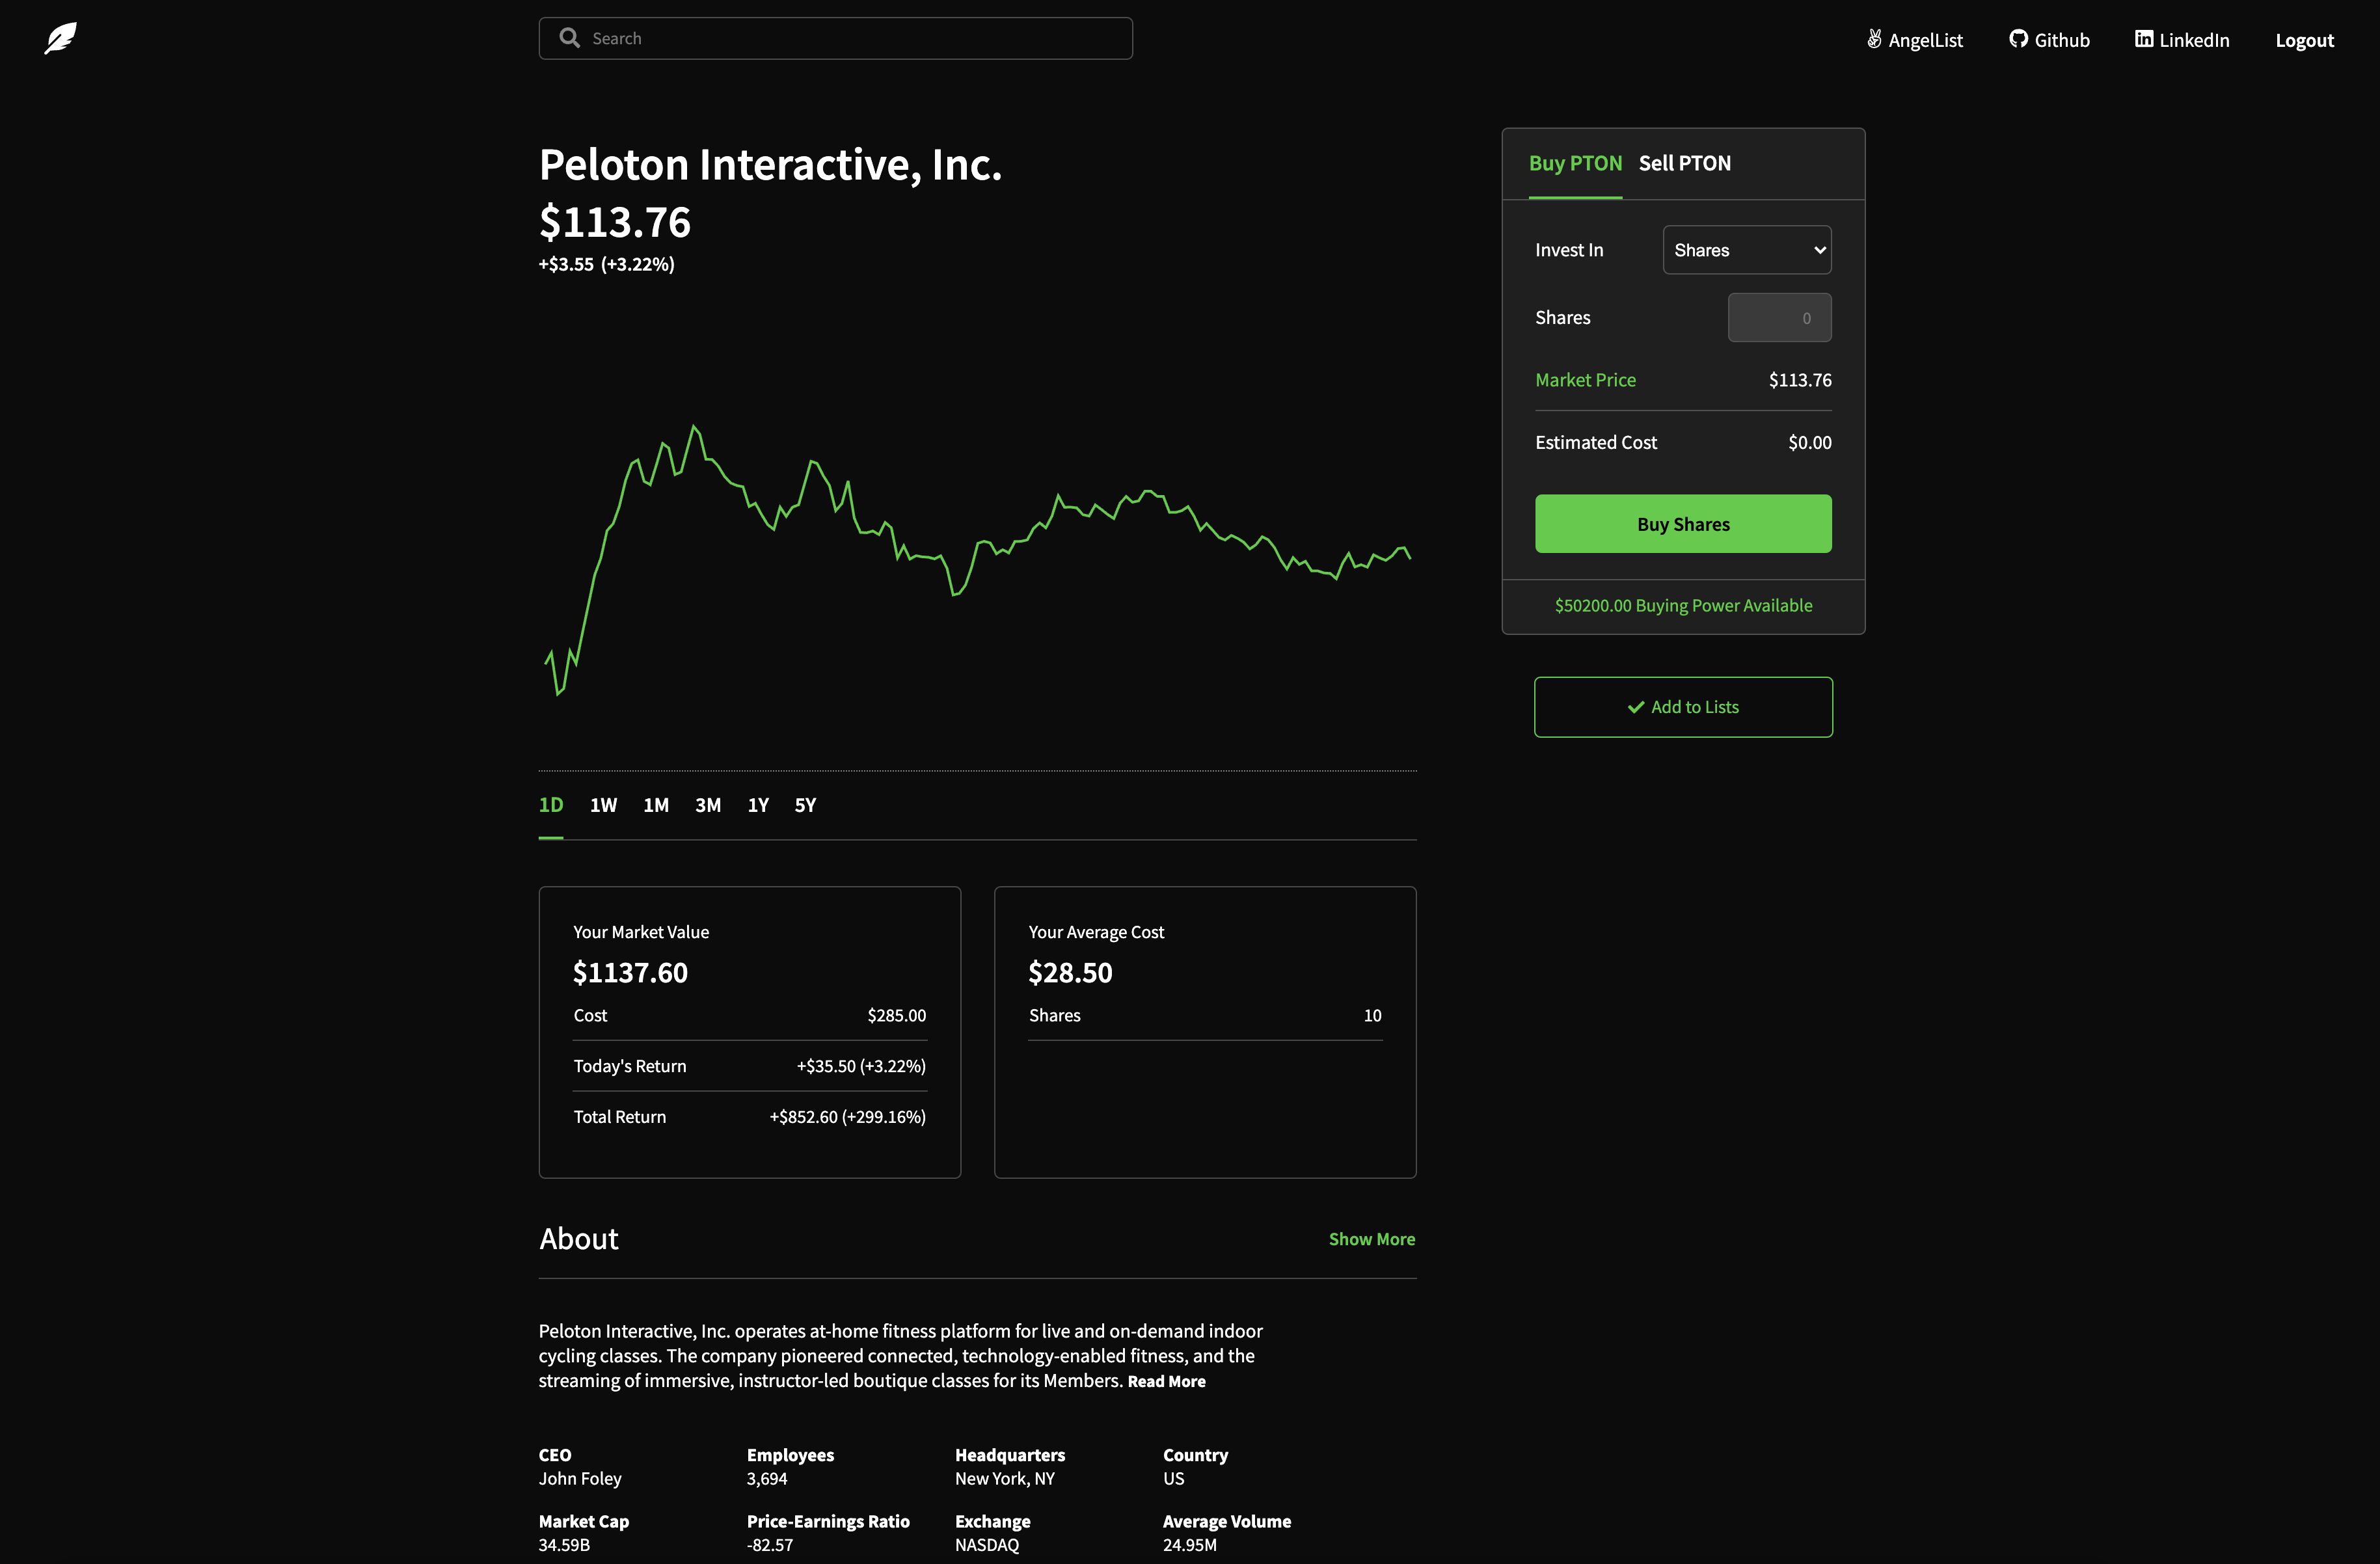 Search
AngelList
Github
LinkedIn
Logout
Peloton Interactive, Inc.
$113.76
+$3.55 (+3.22%)
1D 1W 1M 3M 1Y 5Y
Your Market Value
$1137.60
Cost $285.00
Today's Return +$35.50 (+3.22%)
Total Return +$852.60 (+299.16%)
Your Average Cost
$28.50
Shares 10
About
Show More
Peloton Interactive, Inc. operates at-home fitness platform for live and on-demand indoor
cycling classes. The company pioneered connected, technology-enabled fitness, and the
streaming of immersive, instructor-led boutique classes for its Members. Read More
CEO
John Foley
Employees
3,694
Headquarters
New York, NY
Country
US
Market Cap
34.59B
Price-Earnings Ratio
-82.57
Exchange
NASDAQ
Average Volume
24.95M
Buy PTON Sell PTON
Invest In Shares
Shares 0
Market Price $113.76
Estimated Cost $0.00
Buy Shares
$50200.00 Buying Power Available
Add to Lists